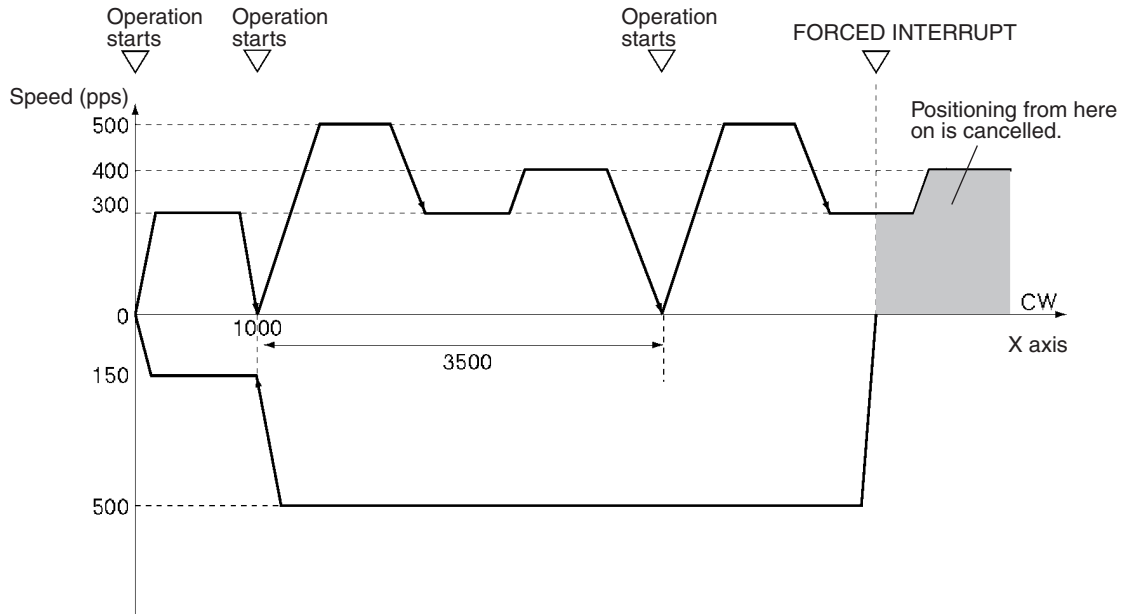 Operation
starts
Operation
starts
Operation
starts
FORCED INTERRUPT
Speed (pps)
Positioning from here
on is cancelled.
500
400
300
0
1000
CW
3500
X axis
150
500